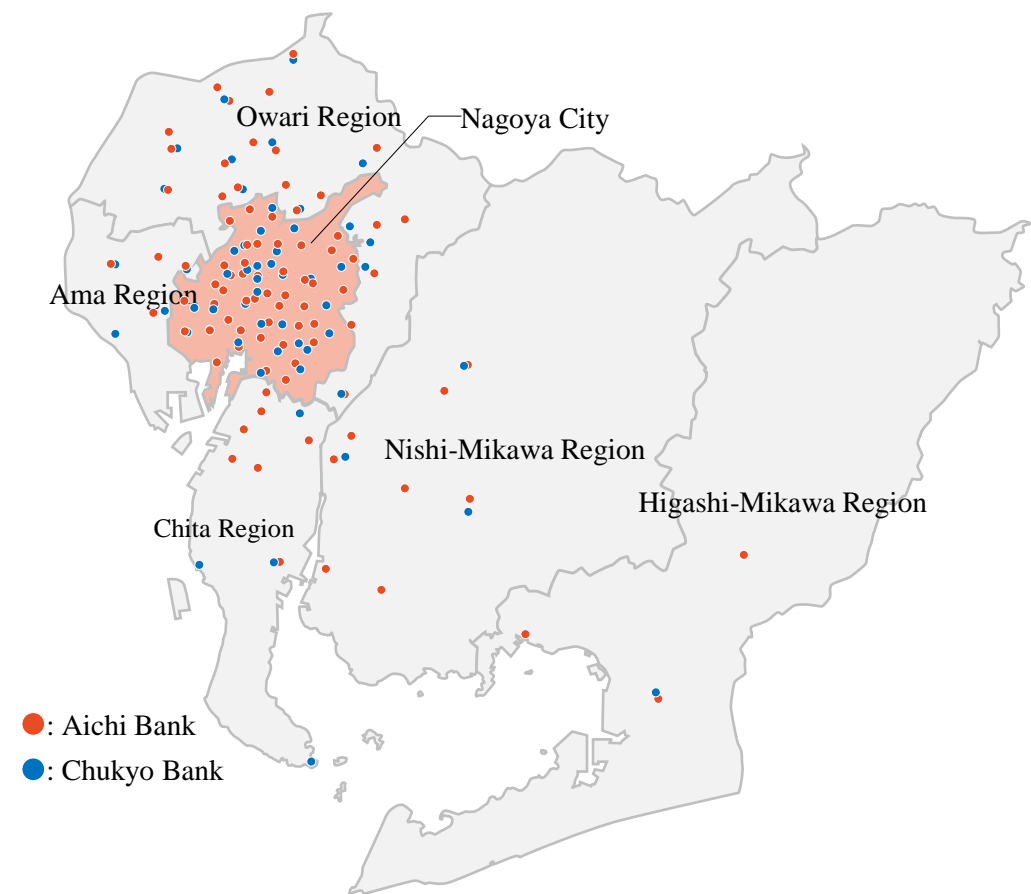 Owari Region
Nagoya City
Ama Region
Nishi-Mikawa Region
Higashi-Mikawa Region
Chita Region
: Aichi Bank
: Chukyo Bank